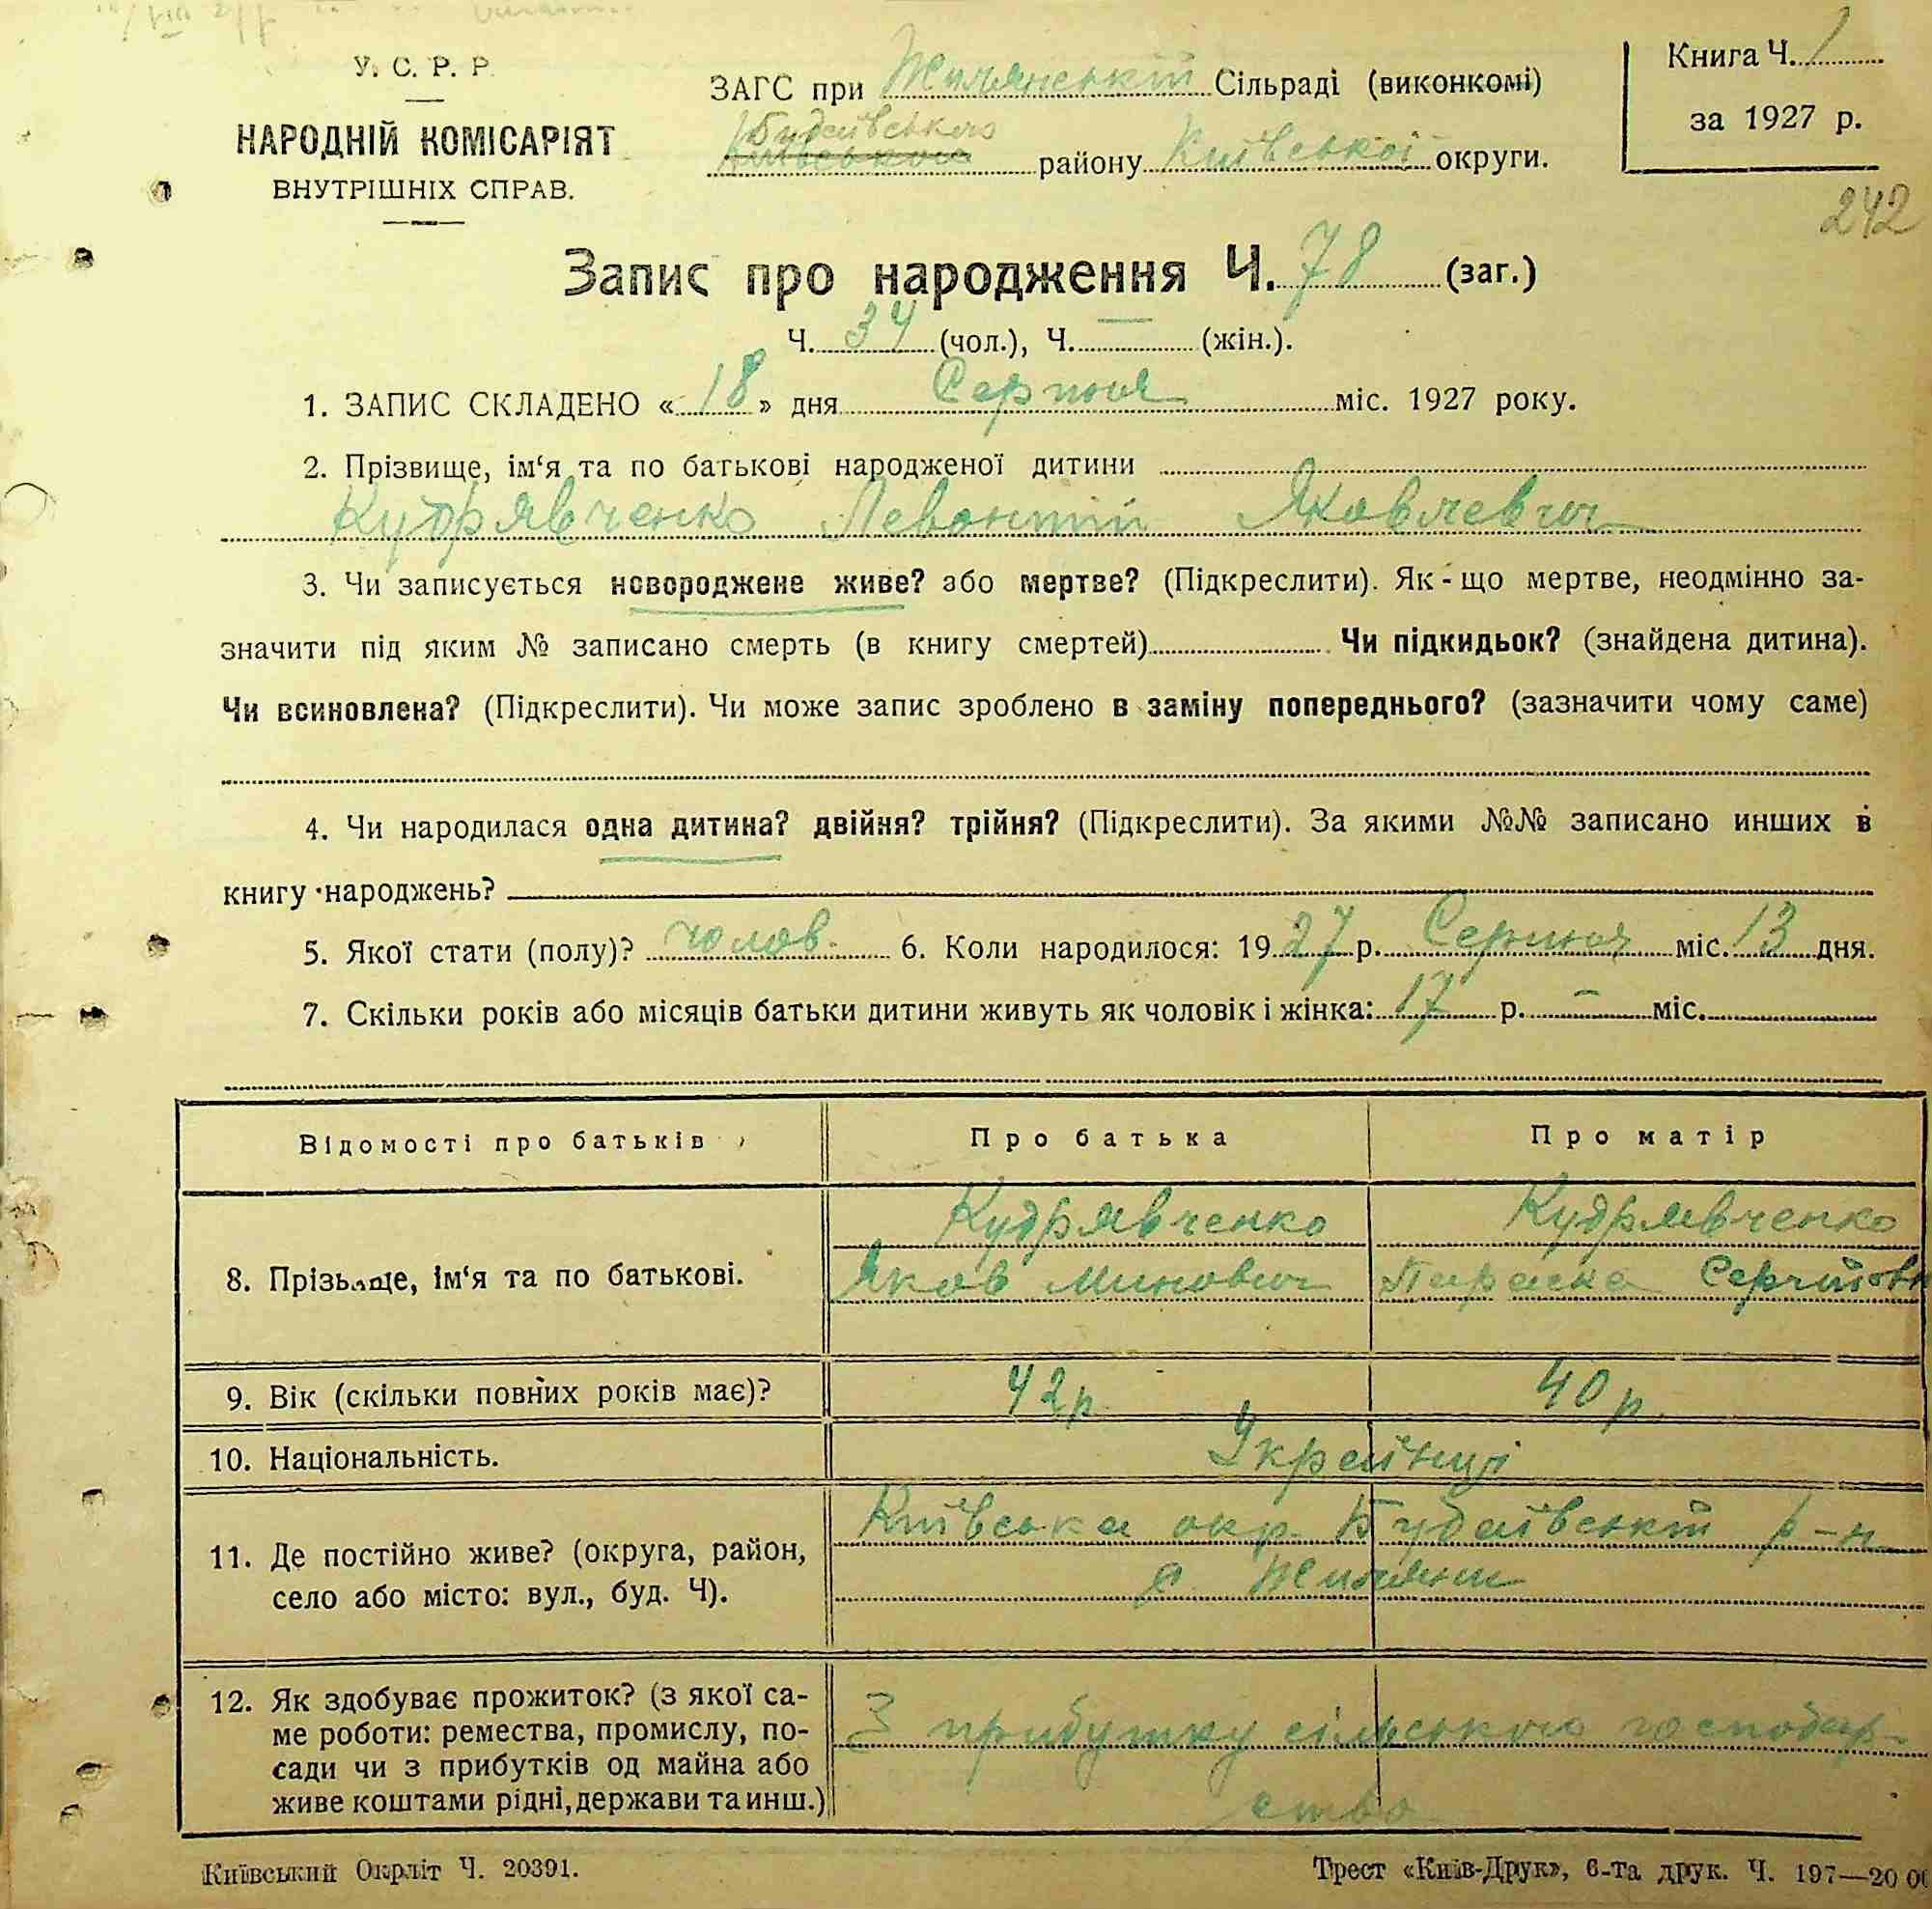 У. С. Р. Р.
НАРОДНІЙ КОМІСАРІЯТ
ВНУТРІШНІХ СПРАВ.
ЗАГС при Жилянській Сільраді (виконкомі)
Будаївського
Київського району Київської округи.
Книга Ч. 1
за 1927 р.
242
Запис про народження Ч. 78 (заг.)
Ч. 34 (чол.), Ч. — (жін.).
1. ЗАПИС СКЛАДЕНО «18» дня Серпня міс. 1927 року.
2. Прізвище, ім‘я та по батькові народженої дитини
Кудрявченко Левонтій Яковлевич
3. Чи записується новороджене живе? або мертве? (Підкреслити). Як-що мертве, неодмінно за-
значити під яким № записано смерть (в книгу смертей) Чи підкидьок? (знайдена дитина).
Чи всиновлена? (Підкреслити). Чи може запис зроблено в заміну попереднього? (зазначити чому саме)
4. Чи народилася одна дитина? двійня? трійня? (Підкреслити). За якими №№ записано инших в
книгу народжень?
5. Якої стати (полу)? чолов. 6. Коли народилося: 1927 р. Серпня міс. 13 дня.
7. Скільки років або місяців батьки дитини живуть як чоловік і жінка: 17 р. — міс.
Відомості про батьків
Про батька
Про матір
8. Прізвище, ім‘я та по батькові.
Кудрявченко
Яков Минович
Кудрявченко
Параска Сергіївн
9. Вік (скільки повних років має)?
42 р
40 р.
10. Національність.
Українці
11. Де постійно живе? (округа, район,
село або місто: вул., буд. Ч).
Київська окр. Будаївський р-н
с. Жиляни
12. Як здобуває прожиток? (з якої са-
ме роботи: ремества, промислу, по-
сади чи з прибутків од майна або
живе коштами рідні, держави та инш.)
З прибутку сільського господар-
ства
Київський Окрліт Ч. 20391.
Трест «Київ-Друк», 6-та друк. Ч. 197—20 00